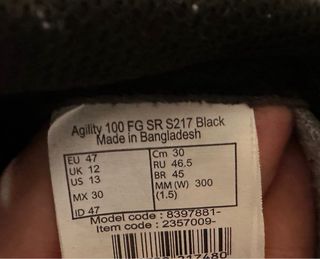 Agility 100 FG SR S217 Black
Made in Bangladesh
EU 47
UK 12
US 13
MX 30
ID 47
Cm 30
RU 46.5
BR 45
MM (W) 300
(1.5)
Model code : 8397881-
Item code : 2357009-